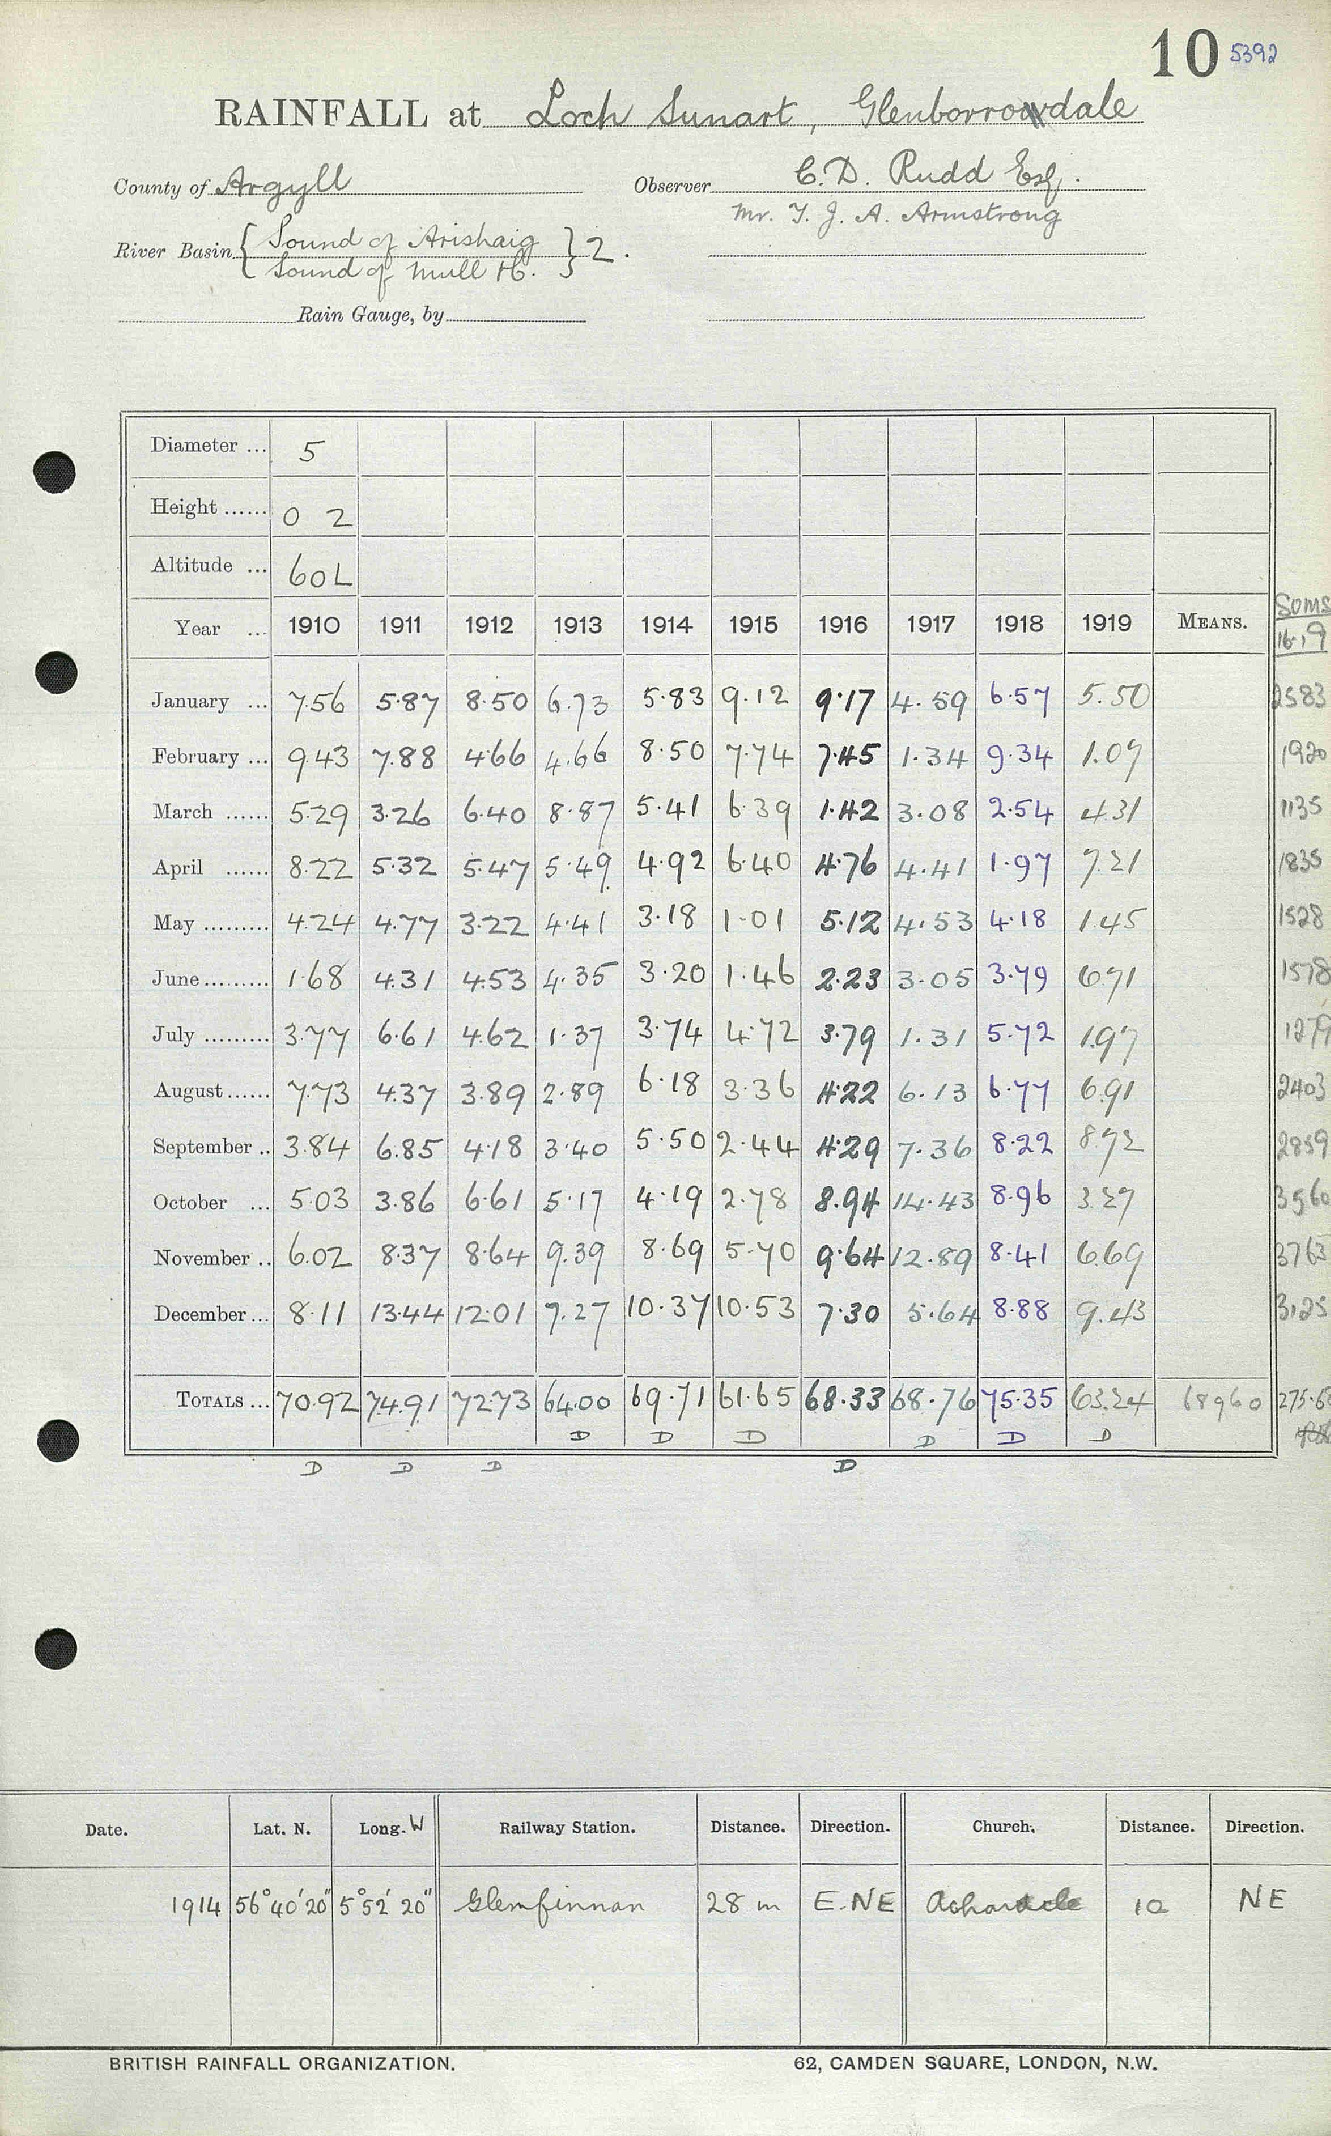 10 5392
RAINFALL at Loch Sunart, Glenborrodale
County of Argyll Observer C.D. Rudd Esq.
Mr. T. J. A. Armstrong
River Basin { Sound of Arishaig } 2.
Sound of Mull &c.
Rain Gauge, by
Diameter ... 5
Height ...... 0 2
Altitude ... 60L
Year ... 1910 1911 1912 1913 1914 1915 1916 1917 1918 1919 MEANS. Soms 16-19
January ... 7.56 5.87 8.50 6.73 5.83 9.12 9.17 4.59 6.57 5.50 2583
February ... 9.43 7.88 4.66 4.66 8.50 7.74 7.45 1.34 9.34 1.07 1920
March ...... 5.29 3.26 6.40 8.87 5.41 6.39 1.42 3.08 2.54 4.31 1135
April ...... 8.22 5.32 5.47 5.49 4.92 6.40 4.76 4.41 1.97 7.21 1835
May ......... 4.24 4.77 3.22 4.41 3.18 1.01 5.12 4.53 4.18 1.45 1528
June ......... 1.68 4.31 4.53 4.35 3.20 1.46 2.23 3.05 3.79 6.71 1578
July ......... 3.77 6.61 4.62 1.37 3.74 4.72 3.79 1.31 5.72 1.97 1279
August ...... 7.73 4.37 3.89 2.89 6.18 3.36 4.22 6.13 6.77 6.91 2403
September .. 3.84 6.85 4.18 3.40 5.50 2.44 4.29 7.36 8.22 8.72 2859
October ... 5.03 3.86 6.61 5.17 4.19 2.78 8.94 14.43 8.96 3.27 3560
November .. 6.02 8.37 8.64 9.39 8.69 5.70 9.64 12.89 8.41 6.69 3763
December ... 8.11 13.44 12.01 7.27 10.37 10.53 7.30 5.64 8.88 9.43 3125
TOTALS ... 70.92 74.91 72.73 64.00 69.71 61.65 68.33 68.76 75.35 63.24 68960 275.6
D D D D D D
D D D D
Date. Lat. N. Long. W Railway Station. Distance. Direction. Church. Distance. Direction.
1914 56°40'20" 5°52'20" Glenfinnan 28 m E.NE Acharacle 10 NE
BRITISH RAINFALL ORGANIZATION. 62, CAMDEN SQUARE, LONDON, N.W.